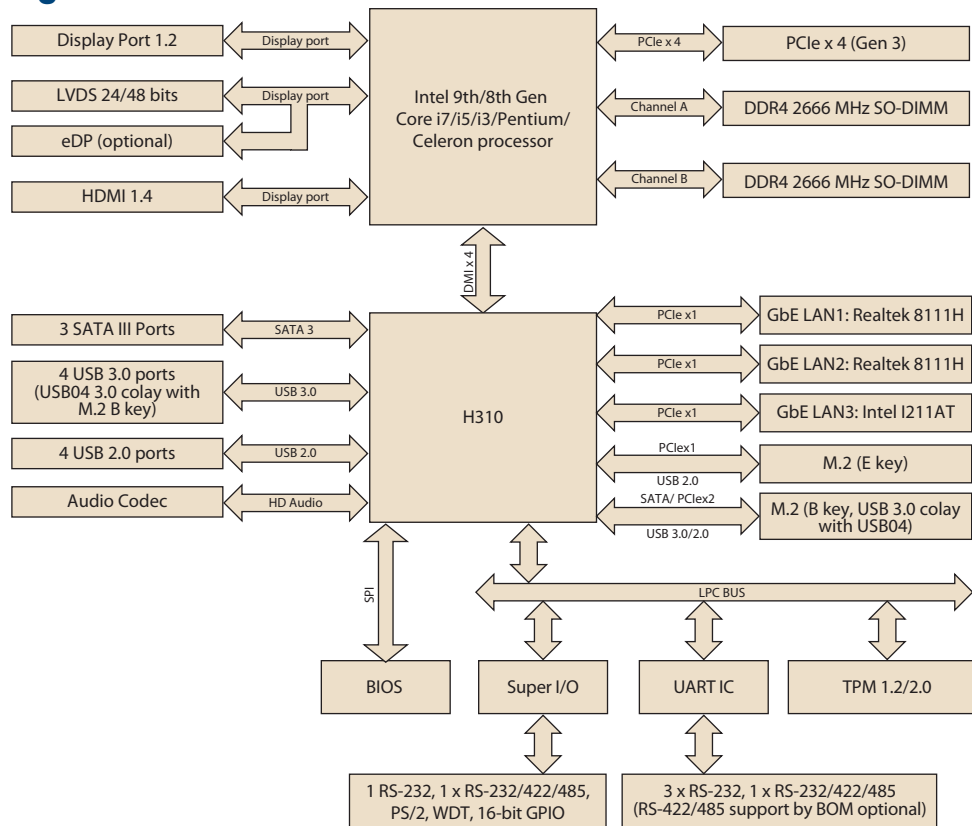 Display Port 1.2
Display port
PCIe x 4
PCIe x 4 (Gen 3)
LVDS 24/48 bits
Display port
Intel 9th/8th Gen
Core i7/i5/i3/Pentium/
Celeron processor
Channel A
DDR4 2666 MHz SO-DIMM
eDP (optional)
HDMI 1.4
Display port
Channel B
DDR4 2666 MHz SO-DIMM
DMI x 4
3 SATA III Ports
SATA 3
PCIe x1
GbE LAN1: Realtek 8111H
4 USB 3.0 ports
(USB04 3.0 colay with
M.2 B key)
USB 3.0
PCIe x1
GbE LAN2: Realtek 8111H
H310
PCIe x1
GbE LAN3: Intel I211AT
4 USB 2.0 ports
USB 2.0
PCIex1
USB 2.0
M.2 (E key)
Audio Codec
HD Audio
SATA/ PCIex2
USB 3.0/2.0
M.2 (B key, USB 3.0 colay
with USB04)
SPI
LPC BUS
BIOS
Super I/O
UART IC
TPM 1.2/2.0
1 RS-232, 1 x RS-232/422/485,
PS/2, WDT, 16-bit GPIO
3 x RS-232, 1 x RS-232/422/485
(RS-422/485 support by BOM optional)